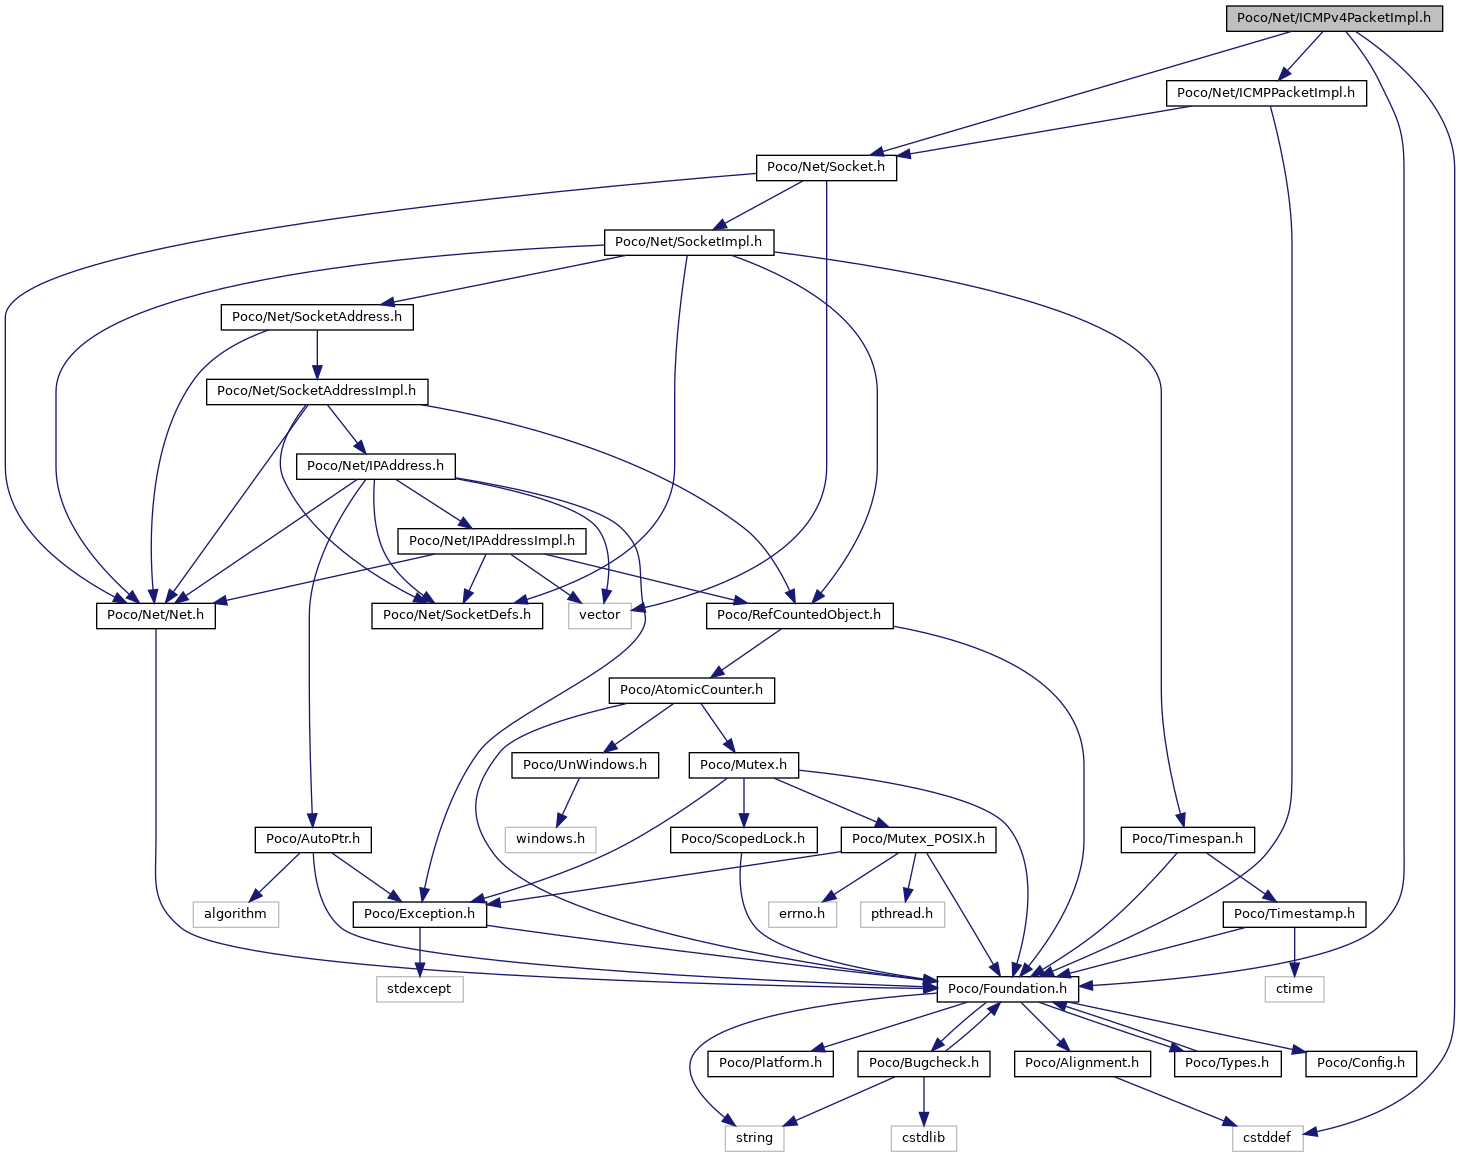 Poco/Net/ICMPv4PacketImpl.h
Poco/Net/ICMPPacketImpl.h
Poco/Net/Socket.h
Poco/Net/SocketImpl.h
Poco/Net/SocketAddress.h
Poco/Net/SocketAddressImpl.h
Poco/Net/IPAddress.h
Poco/Net/IPAddressImpl.h
Poco/Net/Net.h
Poco/Net/SocketDefs.h
vector
Poco/RefCountedObject.h
Poco/AtomicCounter.h
Poco/UnWindows.h
Poco/Mutex.h
Poco/AutoPtr.h
windows.h
Poco/ScopedLock.h
Poco/Mutex_POSIX.h
Poco/Timespan.h
algorithm
Poco/Exception.h
errno.h
pthread.h
Poco/Timestamp.h
stdexcept
Poco/Foundation.h
ctime
Poco/Platform.h
Poco/Bugcheck.h
Poco/Alignment.h
Poco/Types.h
Poco/Config.h
string
cstdlib
cstddef